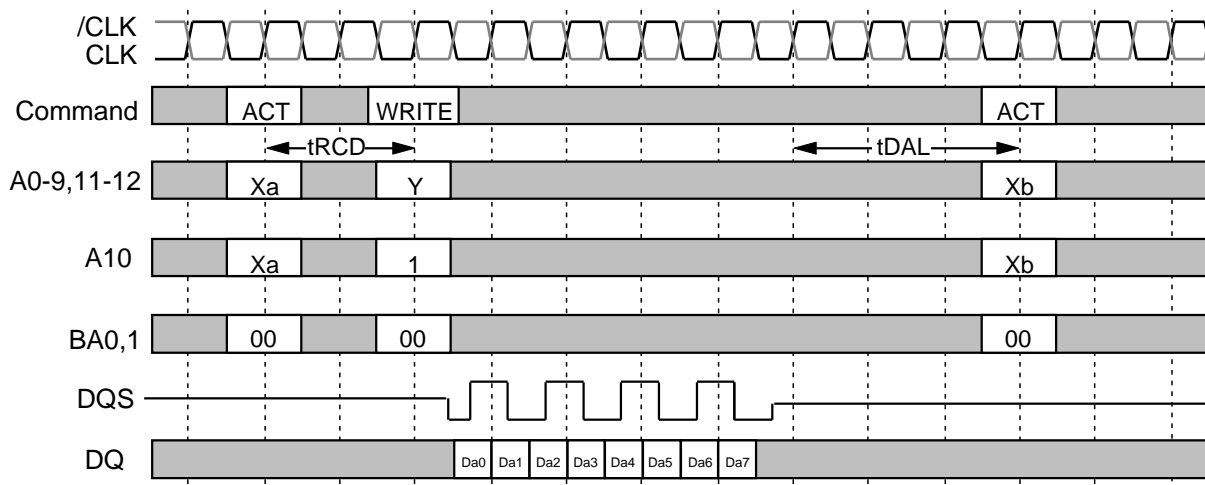 /CLK
CLK
Command ACT WRITE ACT
tRCD tDAL
A0-9,11-12 Xa Y Xb
A10 Xa 1 Xb
BA0,1 00 00 00
DQS
DQ Da0 Da1 Da2 Da3 Da4 Da5 Da6 Da7